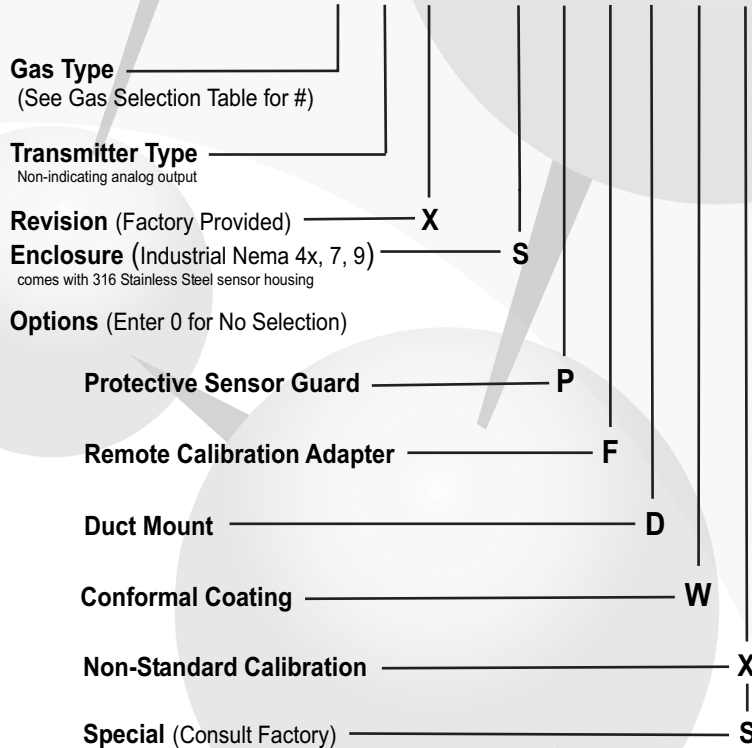 Gas Type
(See Gas Selection Table for #)
Transmitter Type
Non-indicating analog output
Revision (Factory Provided) X
Enclosure (Industrial Nema 4x, 7, 9) S
comes with 316 Stainless Steel sensor housing
Options (Enter 0 for No Selection)
Protective Sensor Guard P
Remote Calibration Adapter F
Duct Mount D
Conformal Coating W
Non-Standard Calibration X
Special (Consult Factory) S